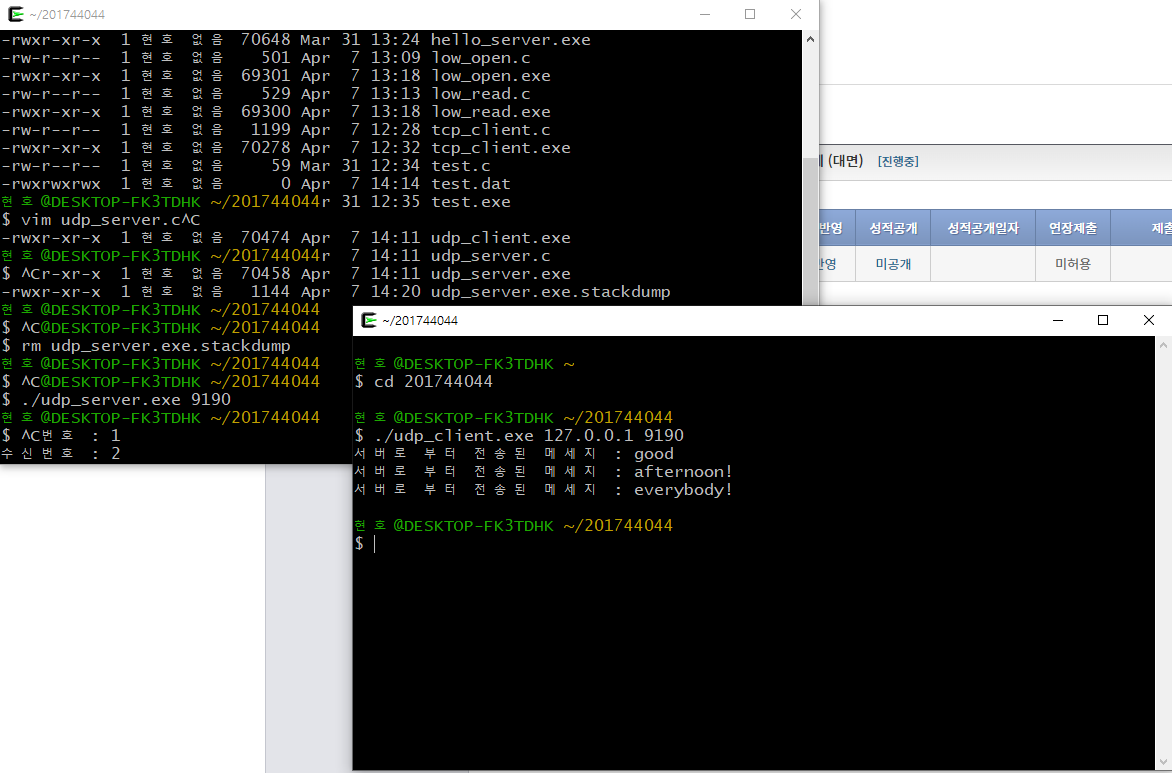 ~/201744044
-rwxr-xr-x 1 현호 없음 70648 Mar 31 13:24 hello_server.exe
-rw-r--r-- 1 현호 없음 501 Apr 7 13:09 low_open.c
-rwxr-xr-x 1 현호 없음 69301 Apr 7 13:18 low_open.exe
-rw-r--r-- 1 현호 없음 529 Apr 7 13:13 low_read.c
-rwxr-xr-x 1 현호 없음 69300 Apr 7 13:18 low_read.exe
-rw-r--r-- 1 현호 없음 1199 Apr 7 12:28 tcp_client.c
-rwxr-xr-x 1 현호 없음 70278 Apr 7 12:32 tcp_client.exe
-rw-r--r-- 1 현호 없음 59 Mar 31 12:34 test.c
-rwxrwxrwx 1 현호 없음 0 Apr 7 14:14 test.dat
현호@DESKTOP-FK3TDHK ~/201744044r 31 12:35 test.exe
$ vim udp_server.c^C
-rwxr-xr-x 1 현호 없음 70474 Apr 7 14:11 udp_client.exe
현호@DESKTOP-FK3TDHK ~/201744044r 7 14:11 udp_server.c
$ ^Cr-xr-x 1 현호 없음 70458 Apr 7 14:11 udp_server.exe
-rwxr-xr-x 1 현호 없음 1144 Apr 7 14:20 udp_server.exe.stackdump
현호@DESKTOP-FK3TDHK ~/201744044
$ ^C@DESKTOP-FK3TDHK ~/201744044
$ rm udp_server.exe.stackdump
현호@DESKTOP-FK3TDHK ~/201744044
$ ^C@DESKTOP-FK3TDHK ~/201744044
$ ./udp_server.exe 9190
현호@DESKTOP-FK3TDHK ~/201744044
$ ^C번호 : 1
수신번호 : 2
(대면) [진행중]
반영 성적공개 성적공개일자 연장제출 제출
반영 미공개 미허용
~/201744044
현호@DESKTOP-FK3TDHK ~
$ cd 201744044
현호@DESKTOP-FK3TDHK ~/201744044
$ ./udp_client.exe 127.0.0.1 9190
서버로 부터 전송된 메세지 : good
서버로 부터 전송된 메세지 : afternoon!
서버로 부터 전송된 메세지 : everybody!
현호@DESKTOP-FK3TDHK ~/201744044
$